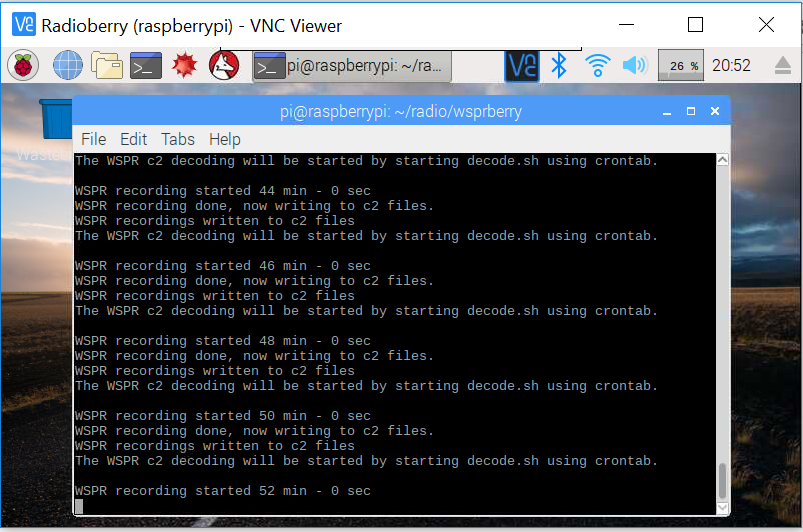 Radioberry (raspberrypi) - VNC Viewer
pi@raspberrypi: ~/ra...
26 %
20:52
pi@raspberrypi: ~/radio/wsprberry
File Edit Tabs Help
The WSPR c2 decoding will be started by starting decode.sh using crontab.
WSPR recording started 44 min - 0 sec
WSPR recording done, now writing to c2 files.
WSPR recordings written to c2 files
The WSPR c2 decoding will be started by starting decode.sh using crontab.
WSPR recording started 46 min - 0 sec
WSPR recording done, now writing to c2 files.
WSPR recordings written to c2 files
The WSPR c2 decoding will be started by starting decode.sh using crontab.
WSPR recording started 48 min - 0 sec
WSPR recording done, now writing to c2 files.
WSPR recordings written to c2 files
The WSPR c2 decoding will be started by starting decode.sh using crontab.
WSPR recording started 50 min - 0 sec
WSPR recording done, now writing to c2 files.
WSPR recordings written to c2 files
The WSPR c2 decoding will be started by starting decode.sh using crontab.
WSPR recording started 52 min - 0 sec